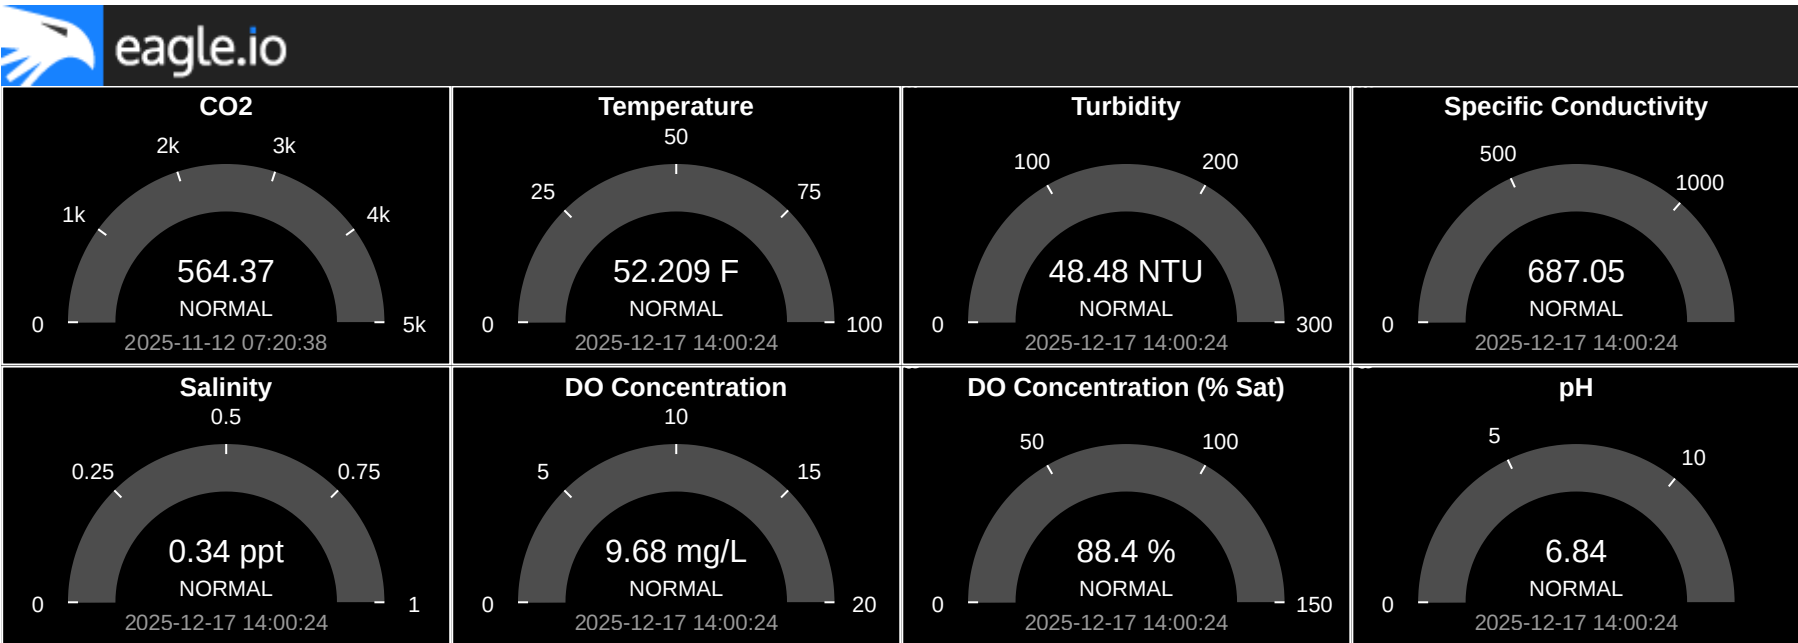 eagle.io
CO2
2k
3k
1k
4k
564.37
NORMAL
0
5k
2025-11-12 07:20:38
Temperature
50
25
75
52.209 F
NORMAL
0
100
2025-12-17 14:00:24
Turbidity
100
200
48.48 NTU
NORMAL
0
300
2025-12-17 14:00:24
Specific Conductivity
500
1000
687.05
NORMAL
0
2025-12-17 14:00:24
Salinity
0.5
0.25
0.75
0.34 ppt
NORMAL
0
1
2025-12-17 14:00:24
DO Concentration
10
5
15
9.68 mg/L
NORMAL
0
20
2025-12-17 14:00:24
DO Concentration (% Sat)
50
100
88.4 %
NORMAL
0
150
2025-12-17 14:00:24
pH
5
10
6.84
NORMAL
0
2025-12-17 14:00:24